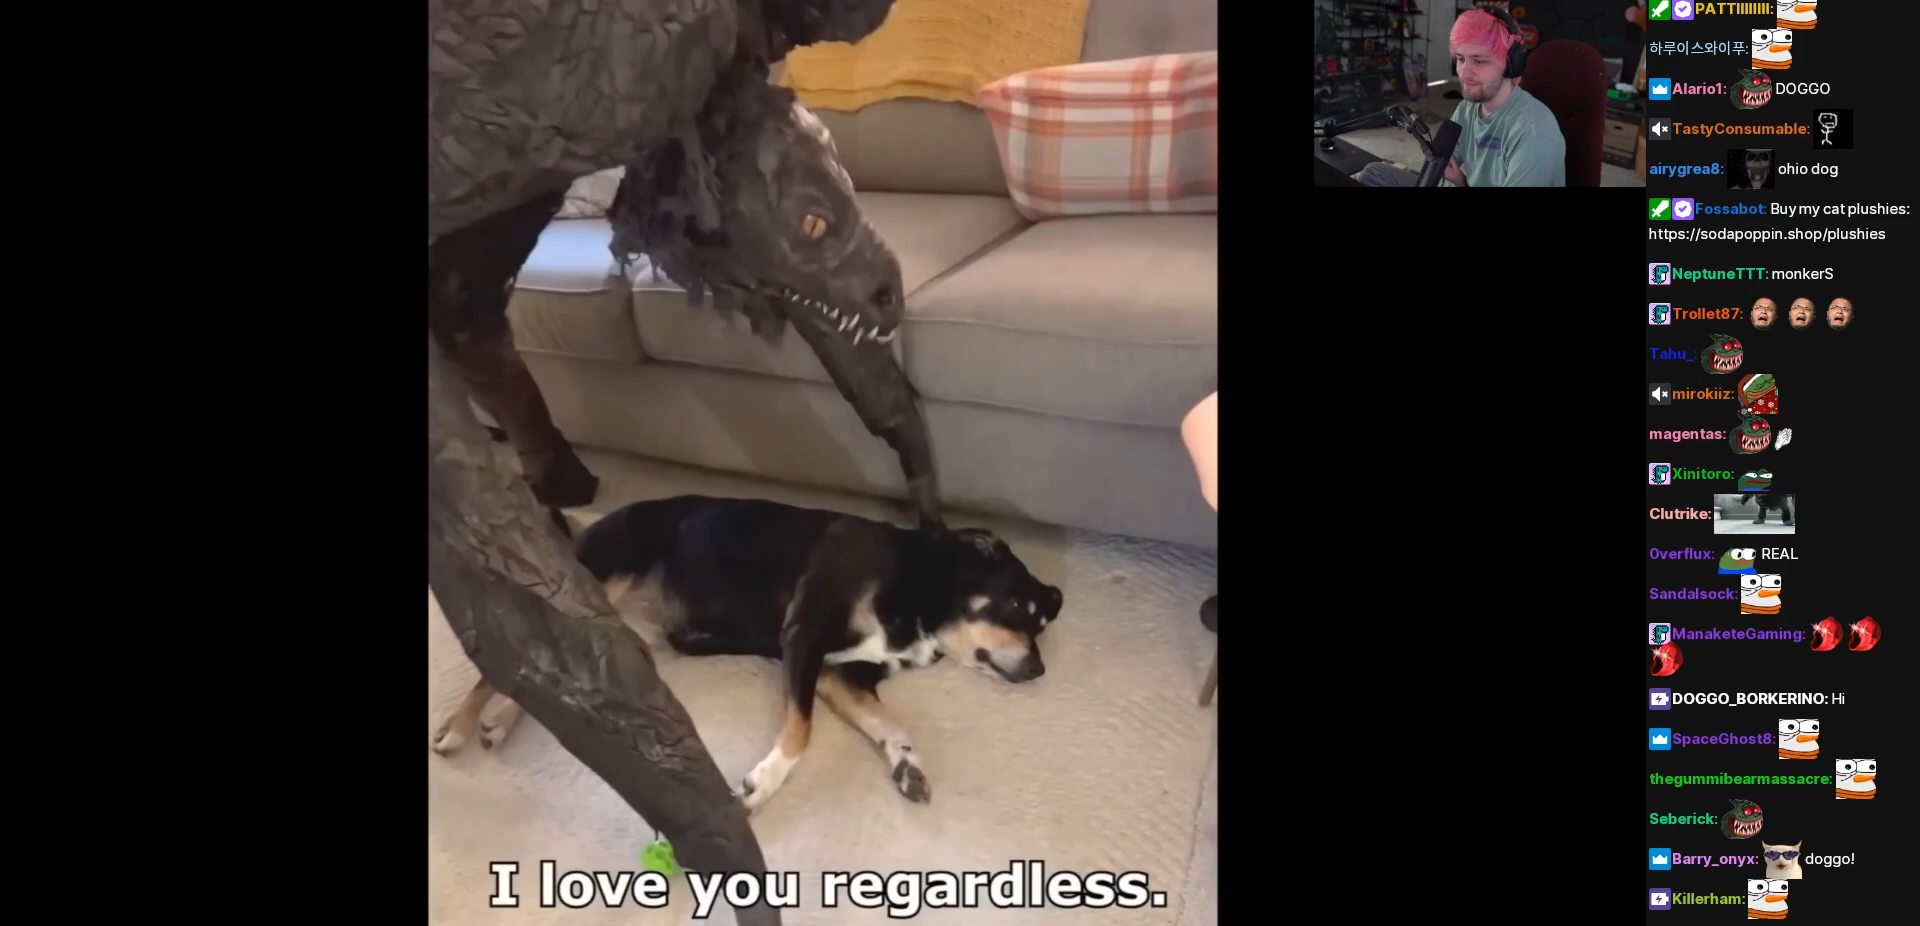 I love you regardless.
PATTIIIIIIII:
하루이스와이푸:
Alario1: DOGGO
TastyConsumable:
airygrea8: ohio dog
Fossabot: Buy my cat plushies:
https://sodapoppin.shop/plushies
NeptuneTTT: monkerS
Trollet87:
Tahu_:
mirokiiz:
magentas:
Xinitoro:
Clutrike:
Overflux: REAL
Sandalsock:
ManaketeGaming:
DOGGO_BORKERINO: Hi
SpaceGhost8:
thegummibearmassacre:
Seberick:
Barry_onyx: doggo!
Killerham: